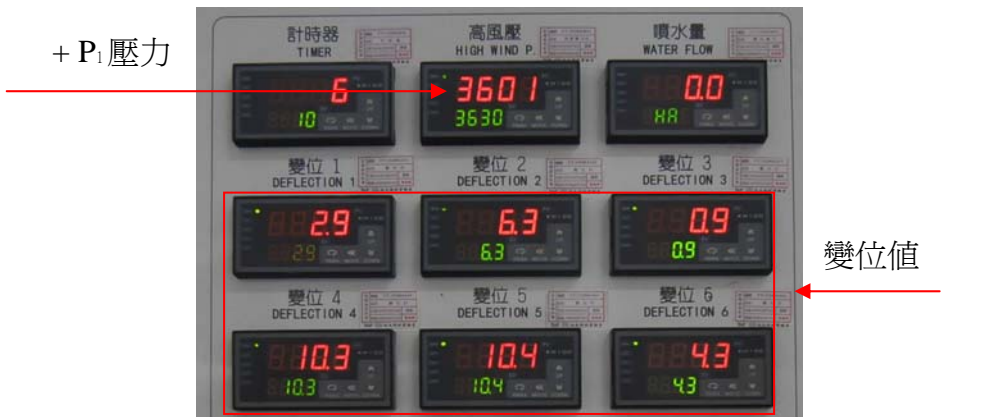 + P₁ 壓力
計時器 高風壓 噴水量
TIMER HIGH WIND P. WATER FLOW
6 3601 0.0
10 3630 HA
變位 1 變位 2 變位 3
DEFLECTION 1 DEFLECTION 2 DEFLECTION 3
2.9 6.3 0.9
2.9 6.3 0.9
變位值
變位 4 變位 5 變位 6
DEFLECTION 4 DEFLECTION 5 DEFLECTION 6
10.3 10.4 4.3
10.3 10.4 4.3